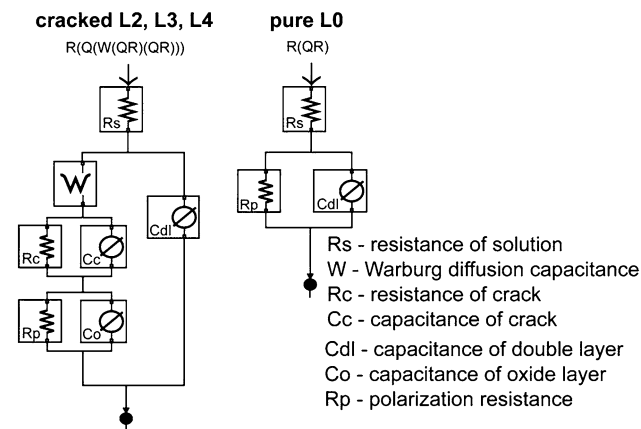 cracked L2, L3, L4
R(Q(W(QR)(QR)))
Rs
W
Cdl
Rc
Cc
Rp
Co
pure L0
R(QR)
Rs
Rp
Cdl
Rs - resistance of solution
W - Warburg diffusion capacitance
Rc - resistance of crack
Cc - capacitance of crack
Cdl - capacitance of double layer
Co - capacitance of oxide layer
Rp - polarization resistance